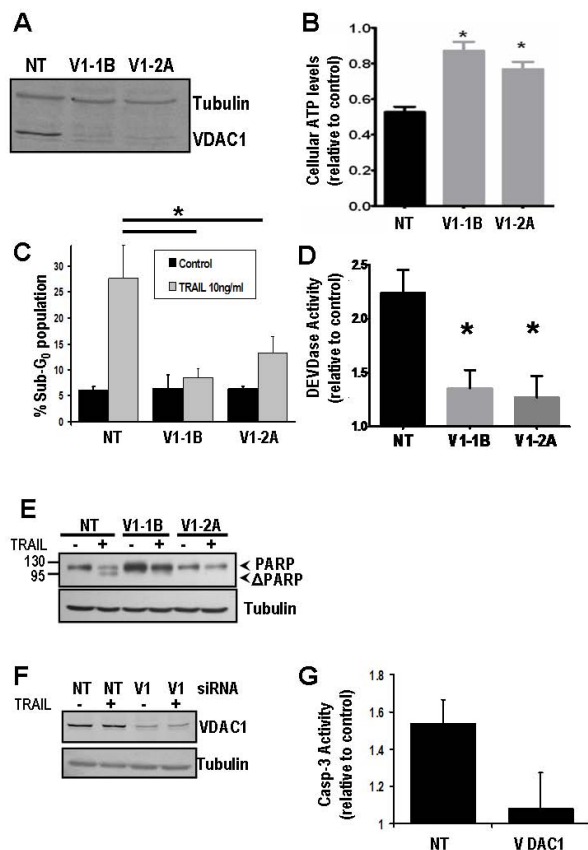 A
NT V1-1B V1-2A
Tubulin
VDAC1
B
Cellular ATP levels
(relative to control)
1.0
0.8
0.6
0.4
0.2
0.0
* *
NT V1-1B V1-2A
C
*
% Sub-G0 population
30
25
20
15
10
5
0
Control
TRAIL 10ng/ml
NT V1-1B V1-2A
D
DEVDase Activity
(relative to control)
2.5
2.0
1.5
1.0
* *
NT V1-1B V1-2A
E
NT V1-1B V1-2A
TRAIL - + - + - +
130
95
PARP
ΔPARP
Tubulin
F
NT NT V1 V1 siRNA
TRAIL - + - +
VDAC1
Tubulin
G
Casp-3 Activity
(relative to control)
1.8
1.6
1.4
1.2
1
NT V DAC1